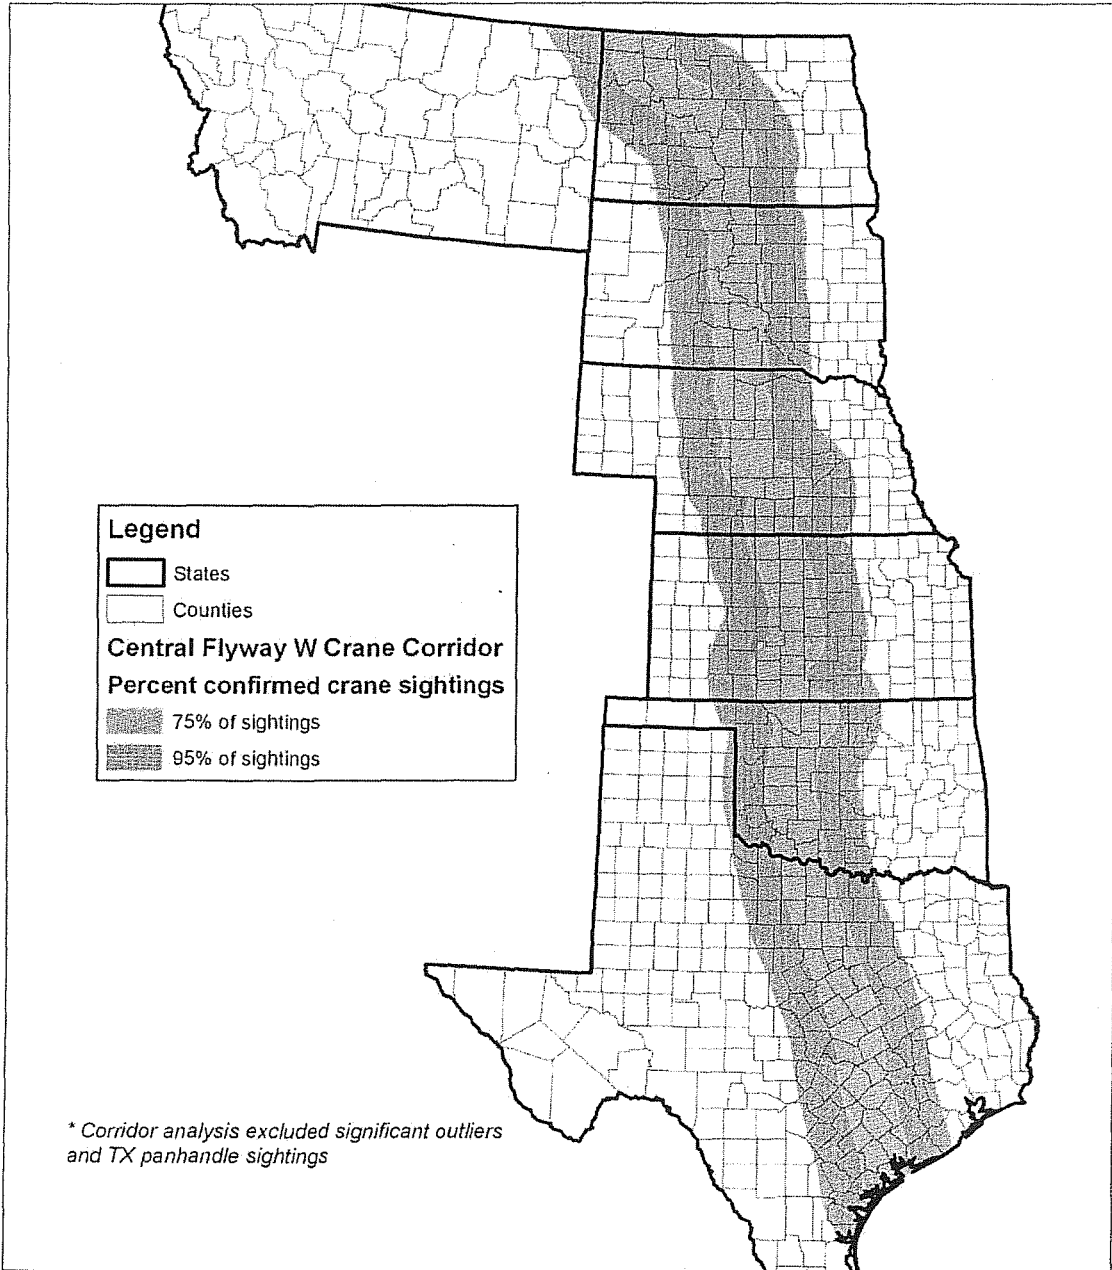 Legend
States
Counties
Central Flyway W Crane Corridor
Percent confirmed crane sightings
75% of sightings
95% of sightings
* Corridor analysis excluded significant outliers
and TX panhandle sightings